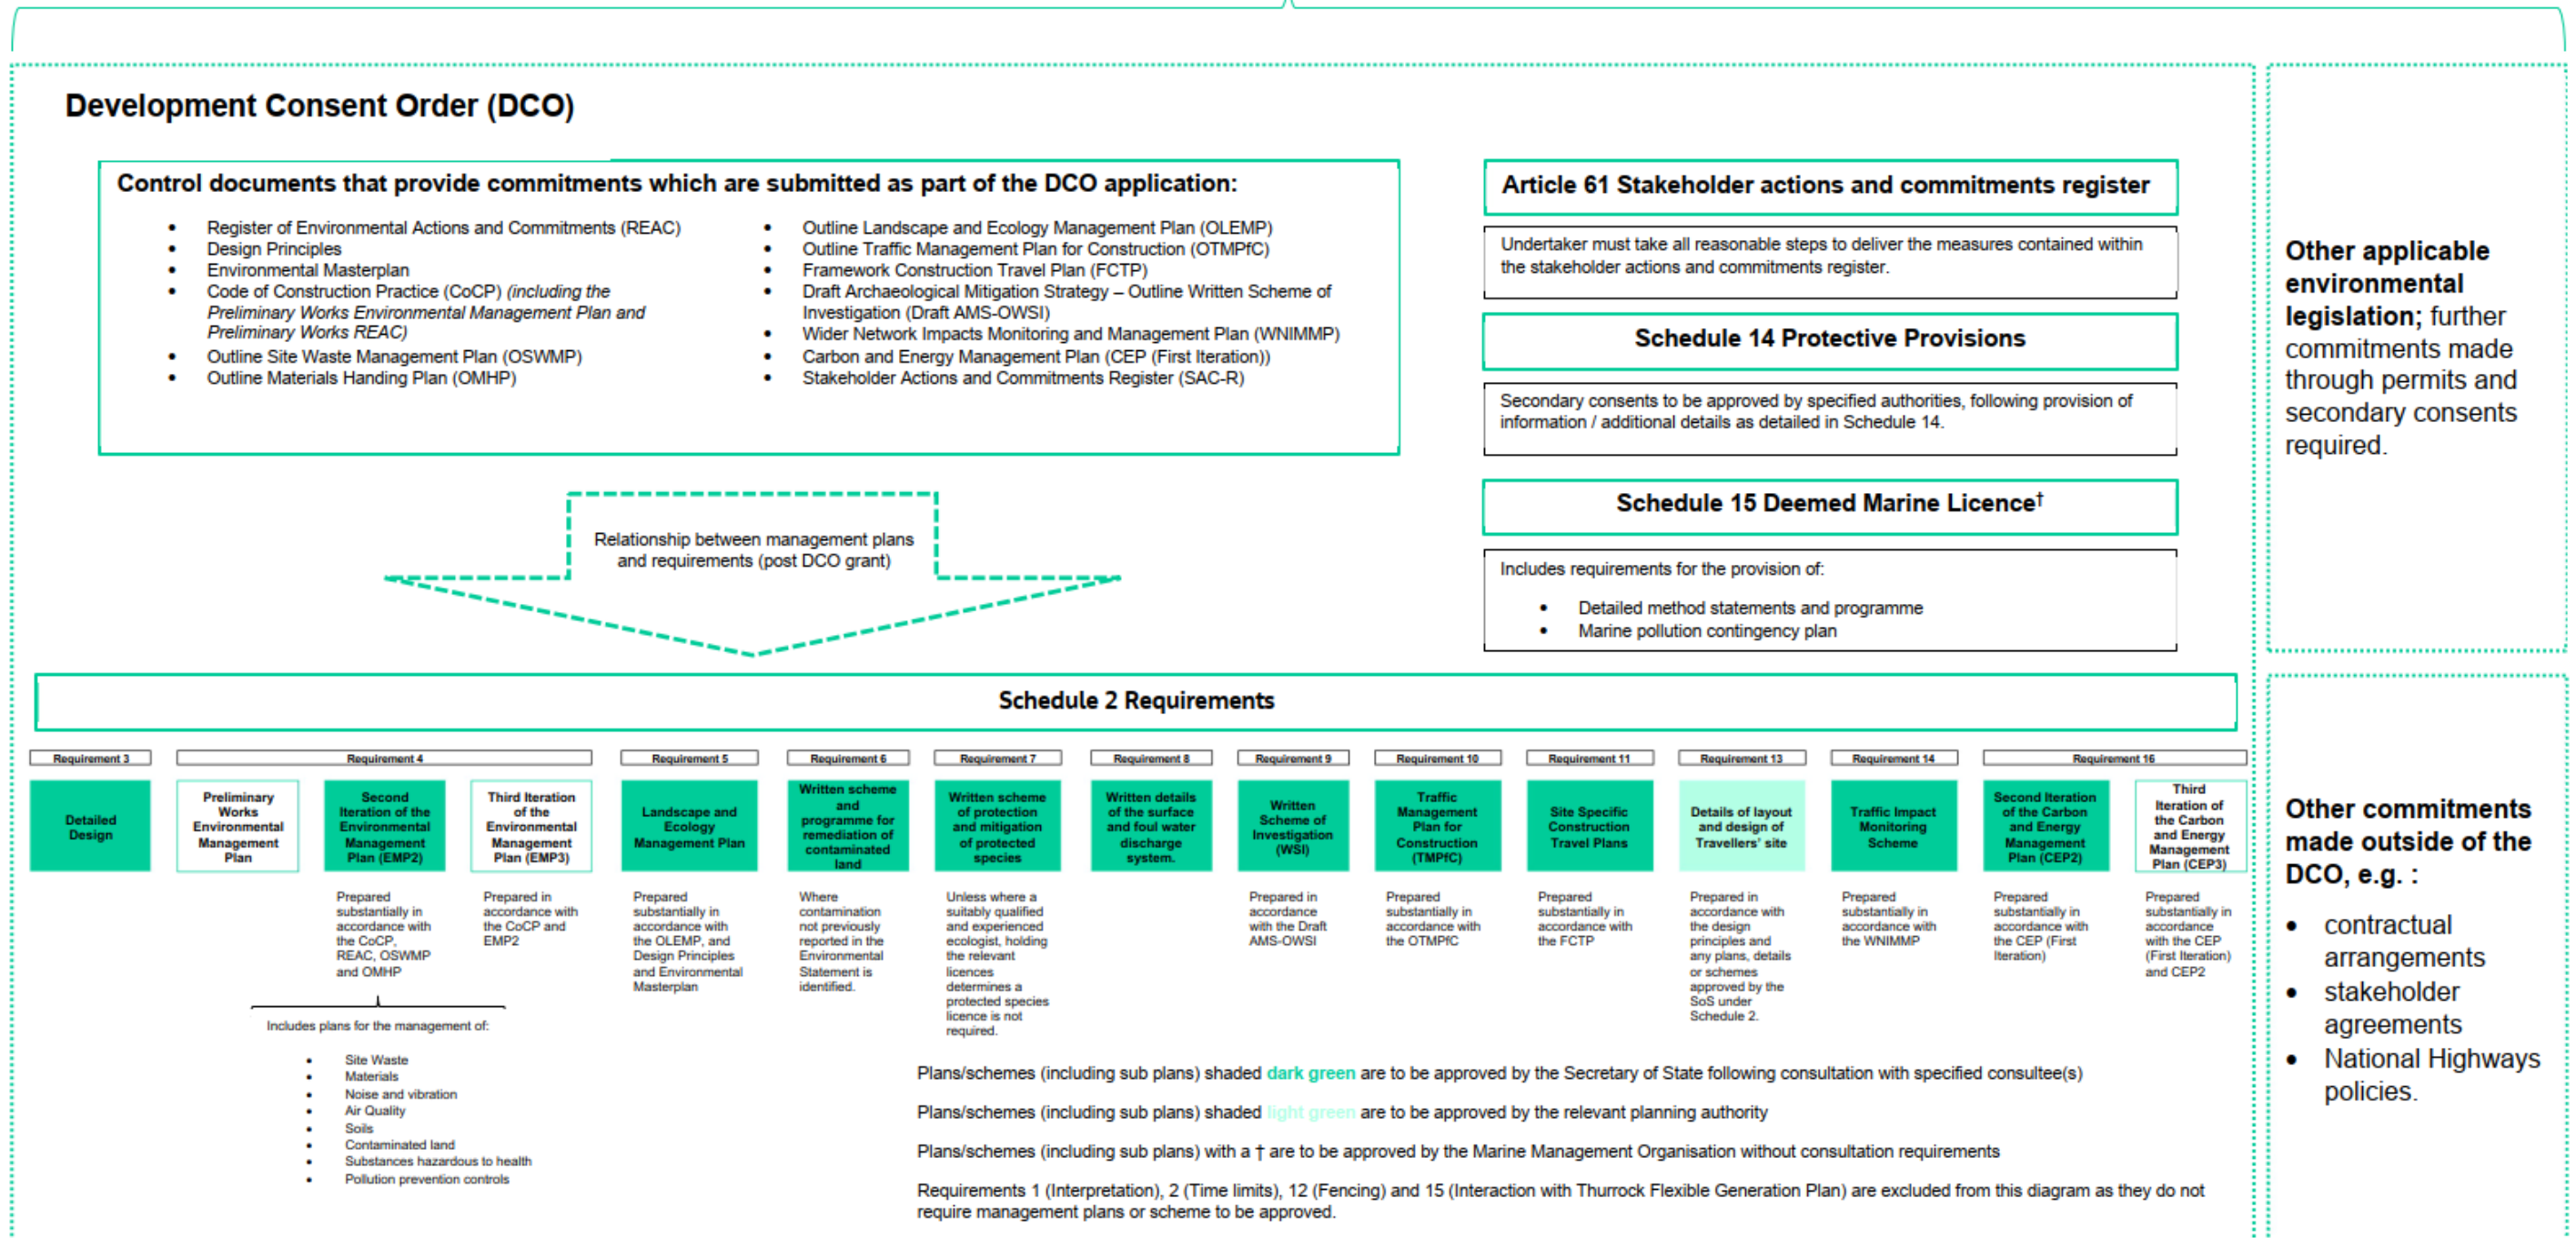 Development Consent Order (DCO)
Control documents that provide commitments which are submitted as part of the DCO application:
• Register of Environmental Actions and Commitments (REAC)
• Design Principles
• Environmental Masterplan
• Code of Construction Practice (CoCP) (including the
Preliminary Works Environmental Management Plan and
Preliminary Works REAC)
• Outline Site Waste Management Plan (OSWMP)
• Outline Materials Handing Plan (OMHP)
• Outline Landscape and Ecology Management Plan (OLEMP)
• Outline Traffic Management Plan for Construction (OTMPfC)
• Framework Construction Travel Plan (FCTP)
• Draft Archaeological Mitigation Strategy – Outline Written Scheme of
Investigation (Draft AMS-OWSI)
• Wider Network Impacts Monitoring and Management Plan (WNIMMP)
• Carbon and Energy Management Plan (CEP (First Iteration))
• Stakeholder Actions and Commitments Register (SAC-R)
Article 61 Stakeholder actions and commitments register
Undertaker must take all reasonable steps to deliver the measures contained within
the stakeholder actions and commitments register.
Schedule 14 Protective Provisions
Secondary consents to be approved by specified authorities, following provision of
information / additional details as detailed in Schedule 14.
Schedule 15 Deemed Marine Licence†
Includes requirements for the provision of:
• Detailed method statements and programme
• Marine pollution contingency plan
Other applicable
environmental
legislation; further
commitments made
through permits and
secondary consents
required.
Relationship between management plans
and requirements (post DCO grant)
Schedule 2 Requirements
Requirement 3
Detailed
Design
Requirement 4
Preliminary
Works
Environmental
Management
Plan
Second
Iteration of the
Environmental
Management
Plan (EMP2)
Prepared
substantially in
accordance with
the CoCP,
REAC, OSWMP
and OMHP
Includes plans for the management of:
• Site Waste
• Materials
• Noise and vibration
• Air Quality
• Soils
• Contaminated land
• Substances hazardous to health
• Pollution prevention controls
Third Iteration
of the
Environmental
Management
Plan (EMP3)
Prepared in
accordance with
the CoCP and
EMP2
Requirement 5
Landscape and
Ecology
Management Plan
Prepared
substantially in
accordance with
the OLEMP, and
Design Principles
and Environmental
Masterplan
Requirement 6
Written scheme
and
programme for
remediation of
contaminated
land
Where
contamination
not previously
reported in the
Environmental
Statement is
identified.
Requirement 7
Written scheme
of protection
and mitigation
of protected
species
Unless where a
suitably qualified
and experienced
ecologist, holding
the relevant
licences
determines a
protected species
licence is not
required.
Requirement 8
Written details
of the surface
and foul water
discharge
system.
Requirement 9
Written
Scheme of
Investigation
(WSI)
Prepared in
accordance
with the Draft
AMS-OWSI
Requirement 10
Traffic
Management
Plan for
Construction
(TMPfC)
Prepared
substantially in
accordance with
the OTMPfC
Requirement 11
Site Specific
Construction
Travel Plans
Prepared
substantially in
accordance with
the FCTP
Requirement 13
Details of layout
and design of
Travellers' site
Prepared in
accordance with
the design
principles and
any plans, details
or schemes
approved by the
SoS under
Schedule 2.
Requirement 14
Traffic Impact
Monitoring
Scheme
Prepared
substantially in
accordance with
the WNIMMP
Requirement 16
Second Iteration
of the Carbon
and Energy
Management
Plan (CEP2)
Prepared
substantially in
accordance with
the CEP (First
Iteration)
Third
Iteration of
the Carbon
and Energy
Management
Plan (CEP3)
Prepared
substantially in
accordance
with the CEP
(First Iteration)
and CEP2
Plans/schemes (including sub plans) shaded dark green are to be approved by the Secretary of State following consultation with specified consultee(s)
Plans/schemes (including sub plans) shaded light green are to be approved by the relevant planning authority
Plans/schemes (including sub plans) with a † are to be approved by the Marine Management Organisation without consultation requirements
Requirements 1 (Interpretation), 2 (Time limits), 12 (Fencing) and 15 (Interaction with Thurrock Flexible Generation Plan) are excluded from this diagram as they do not
require management plans or scheme to be approved.
Other commitments
made outside of the
DCO, e.g. :
• contractual
arrangements
• stakeholder
agreements
• National Highways
policies.